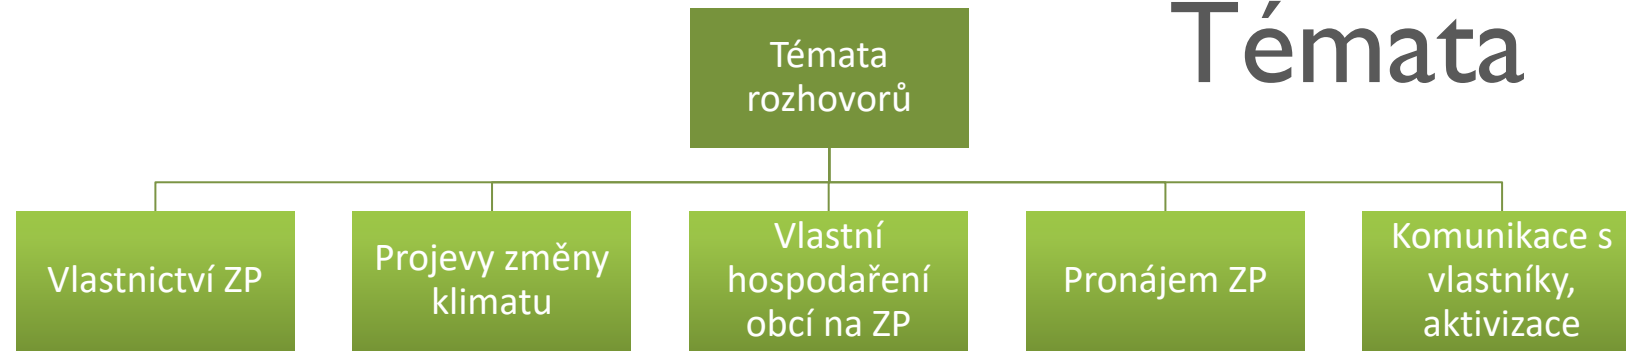 Témata
Témata
rozhovorů
Vlastnictví ZP
Projevy změny
klimatu
Vlastní
hospodaření
obcí na ZP
Pronájem ZP
Komunikace s
vlastníky,
aktivizace